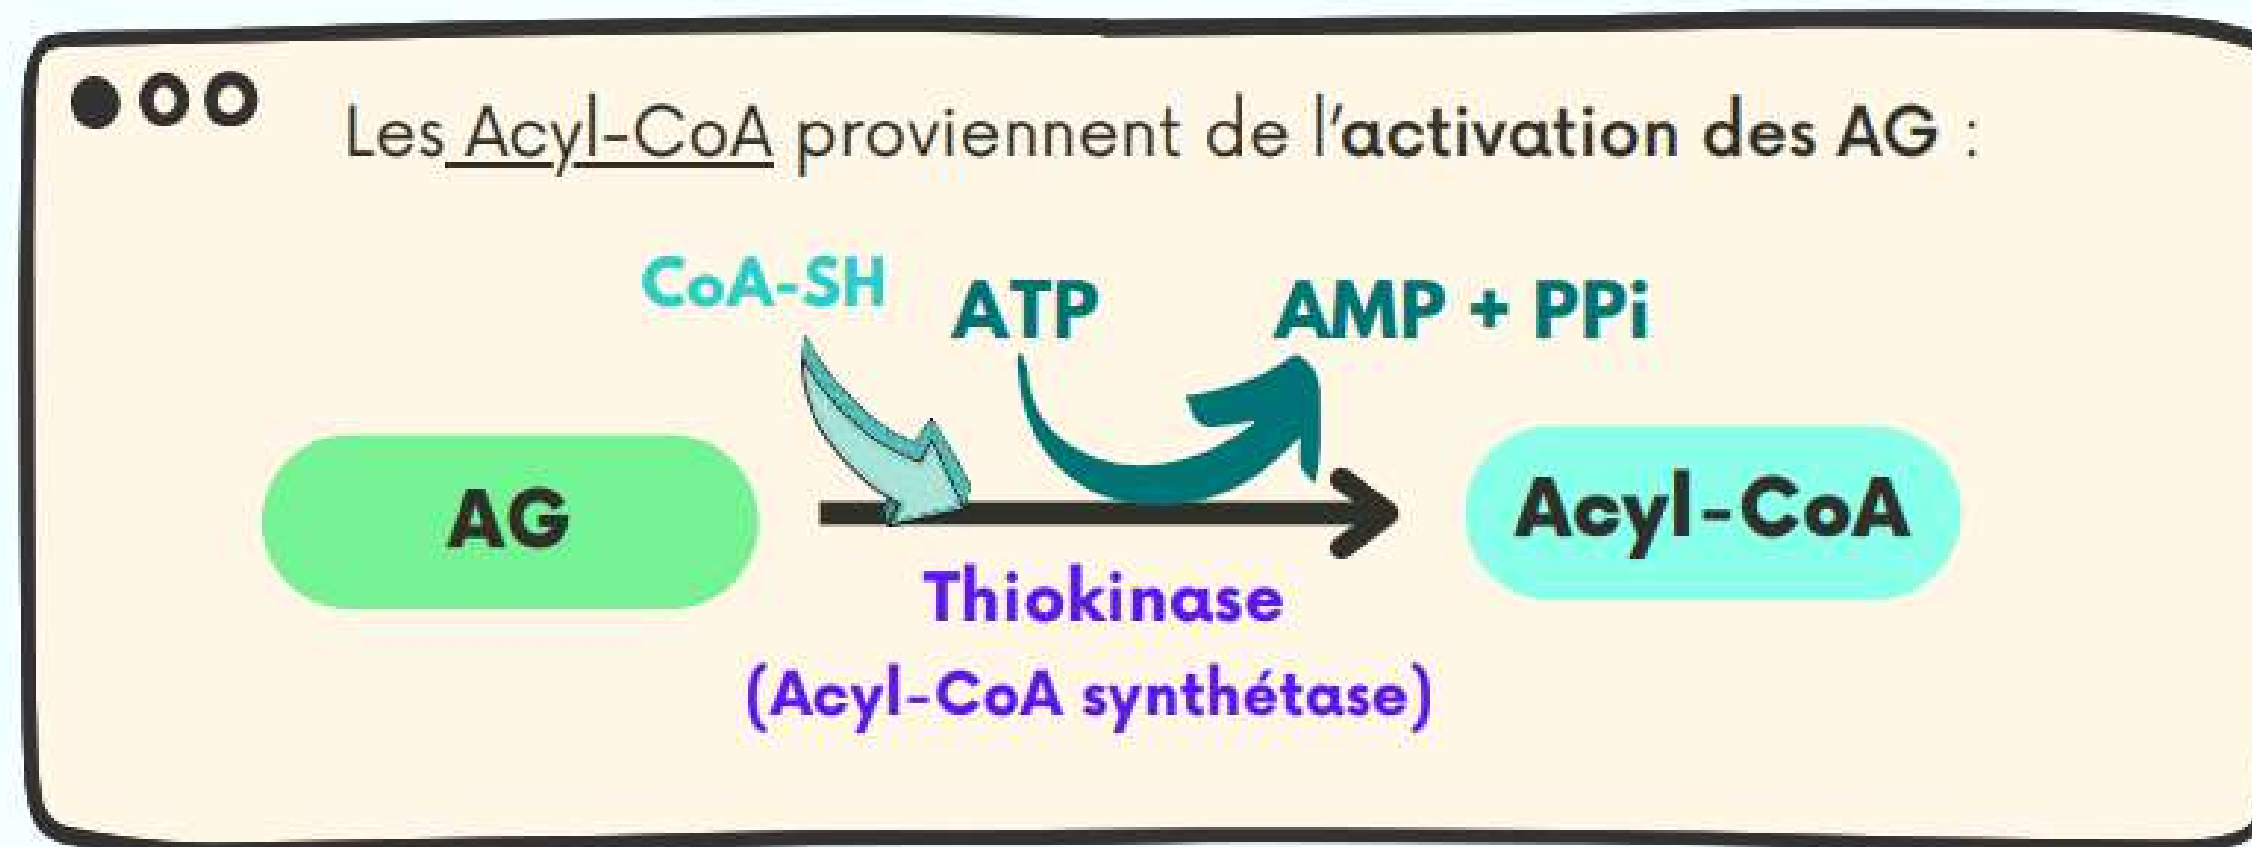 Les Acyl-CoA proviennent de l'activation des AG :
CoA-SH
ATP
AMP + PPi
AG
Acyl-CoA
Thiokinase
(Acyl-CoA synthétase)